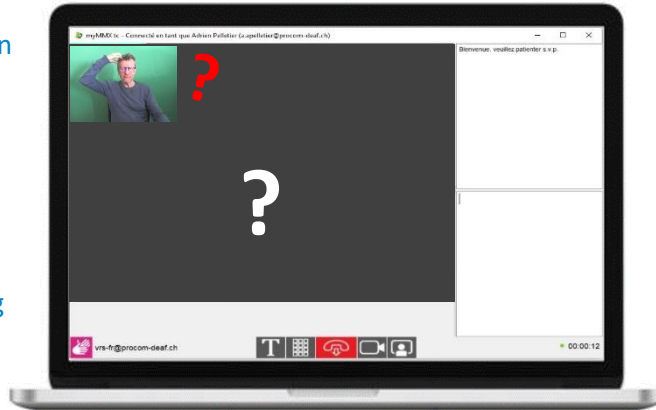 myMMX tc - Connecté en tant que Adrien Pelletier (a.apelletier@procom-deaf.ch)
n
Bienvenue, veuillez patienter s.v.p.
?
?
g
vrs-fr@procom-deaf.ch
T
00:00:12